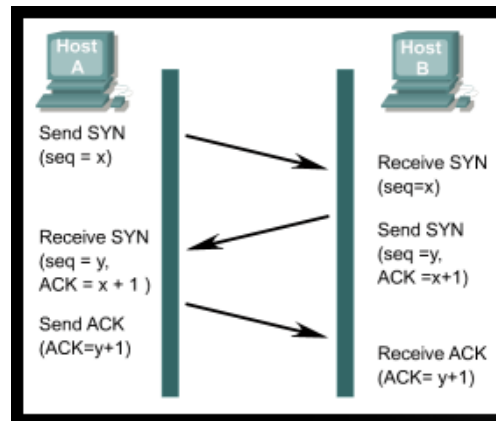 Host
A
Host
B
Send SYN
(seq = x)
Receive SYN
(seq=x)
Receive SYN
(seq = y,
ACK = x + 1 )
Send SYN
(seq =y,
ACK =x+1)
Send ACK
(ACK=y+1)
Receive ACK
(ACK= y+1)